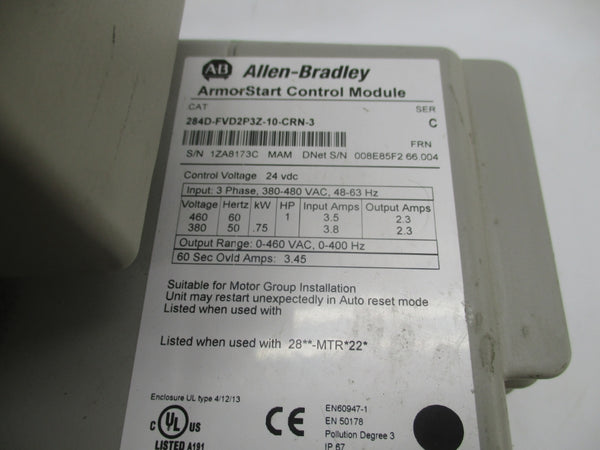 AB Allen-Bradley
ArmorStart Control Module
CAT SER
284D-FVD2P3Z-10-CRN-3 C
FRN
S/N 1ZA8173C MAM DNet S/N 008E85F2 66.004
Control Voltage 24 vdc
Input: 3 Phase, 380-480 VAC, 48-63 Hz
Voltage Hertz kW HP Input Amps Output Amps
460 60 1 3.5 2.3
380 50 .75 3.8 2.3
Output Range: 0-460 VAC, 0-400 Hz
60 Sec Ovld Amps: 3.45
Suitable for Motor Group Installation
Unit may restart unexpectedly in Auto reset mode
Listed when used with
Listed when used with 28**-MTR*22*
Enclosure UL type 4/12/13
EN60947-1
C UL US CE EN 50178
Pollution Degree 3
LISTED A191 IP 67